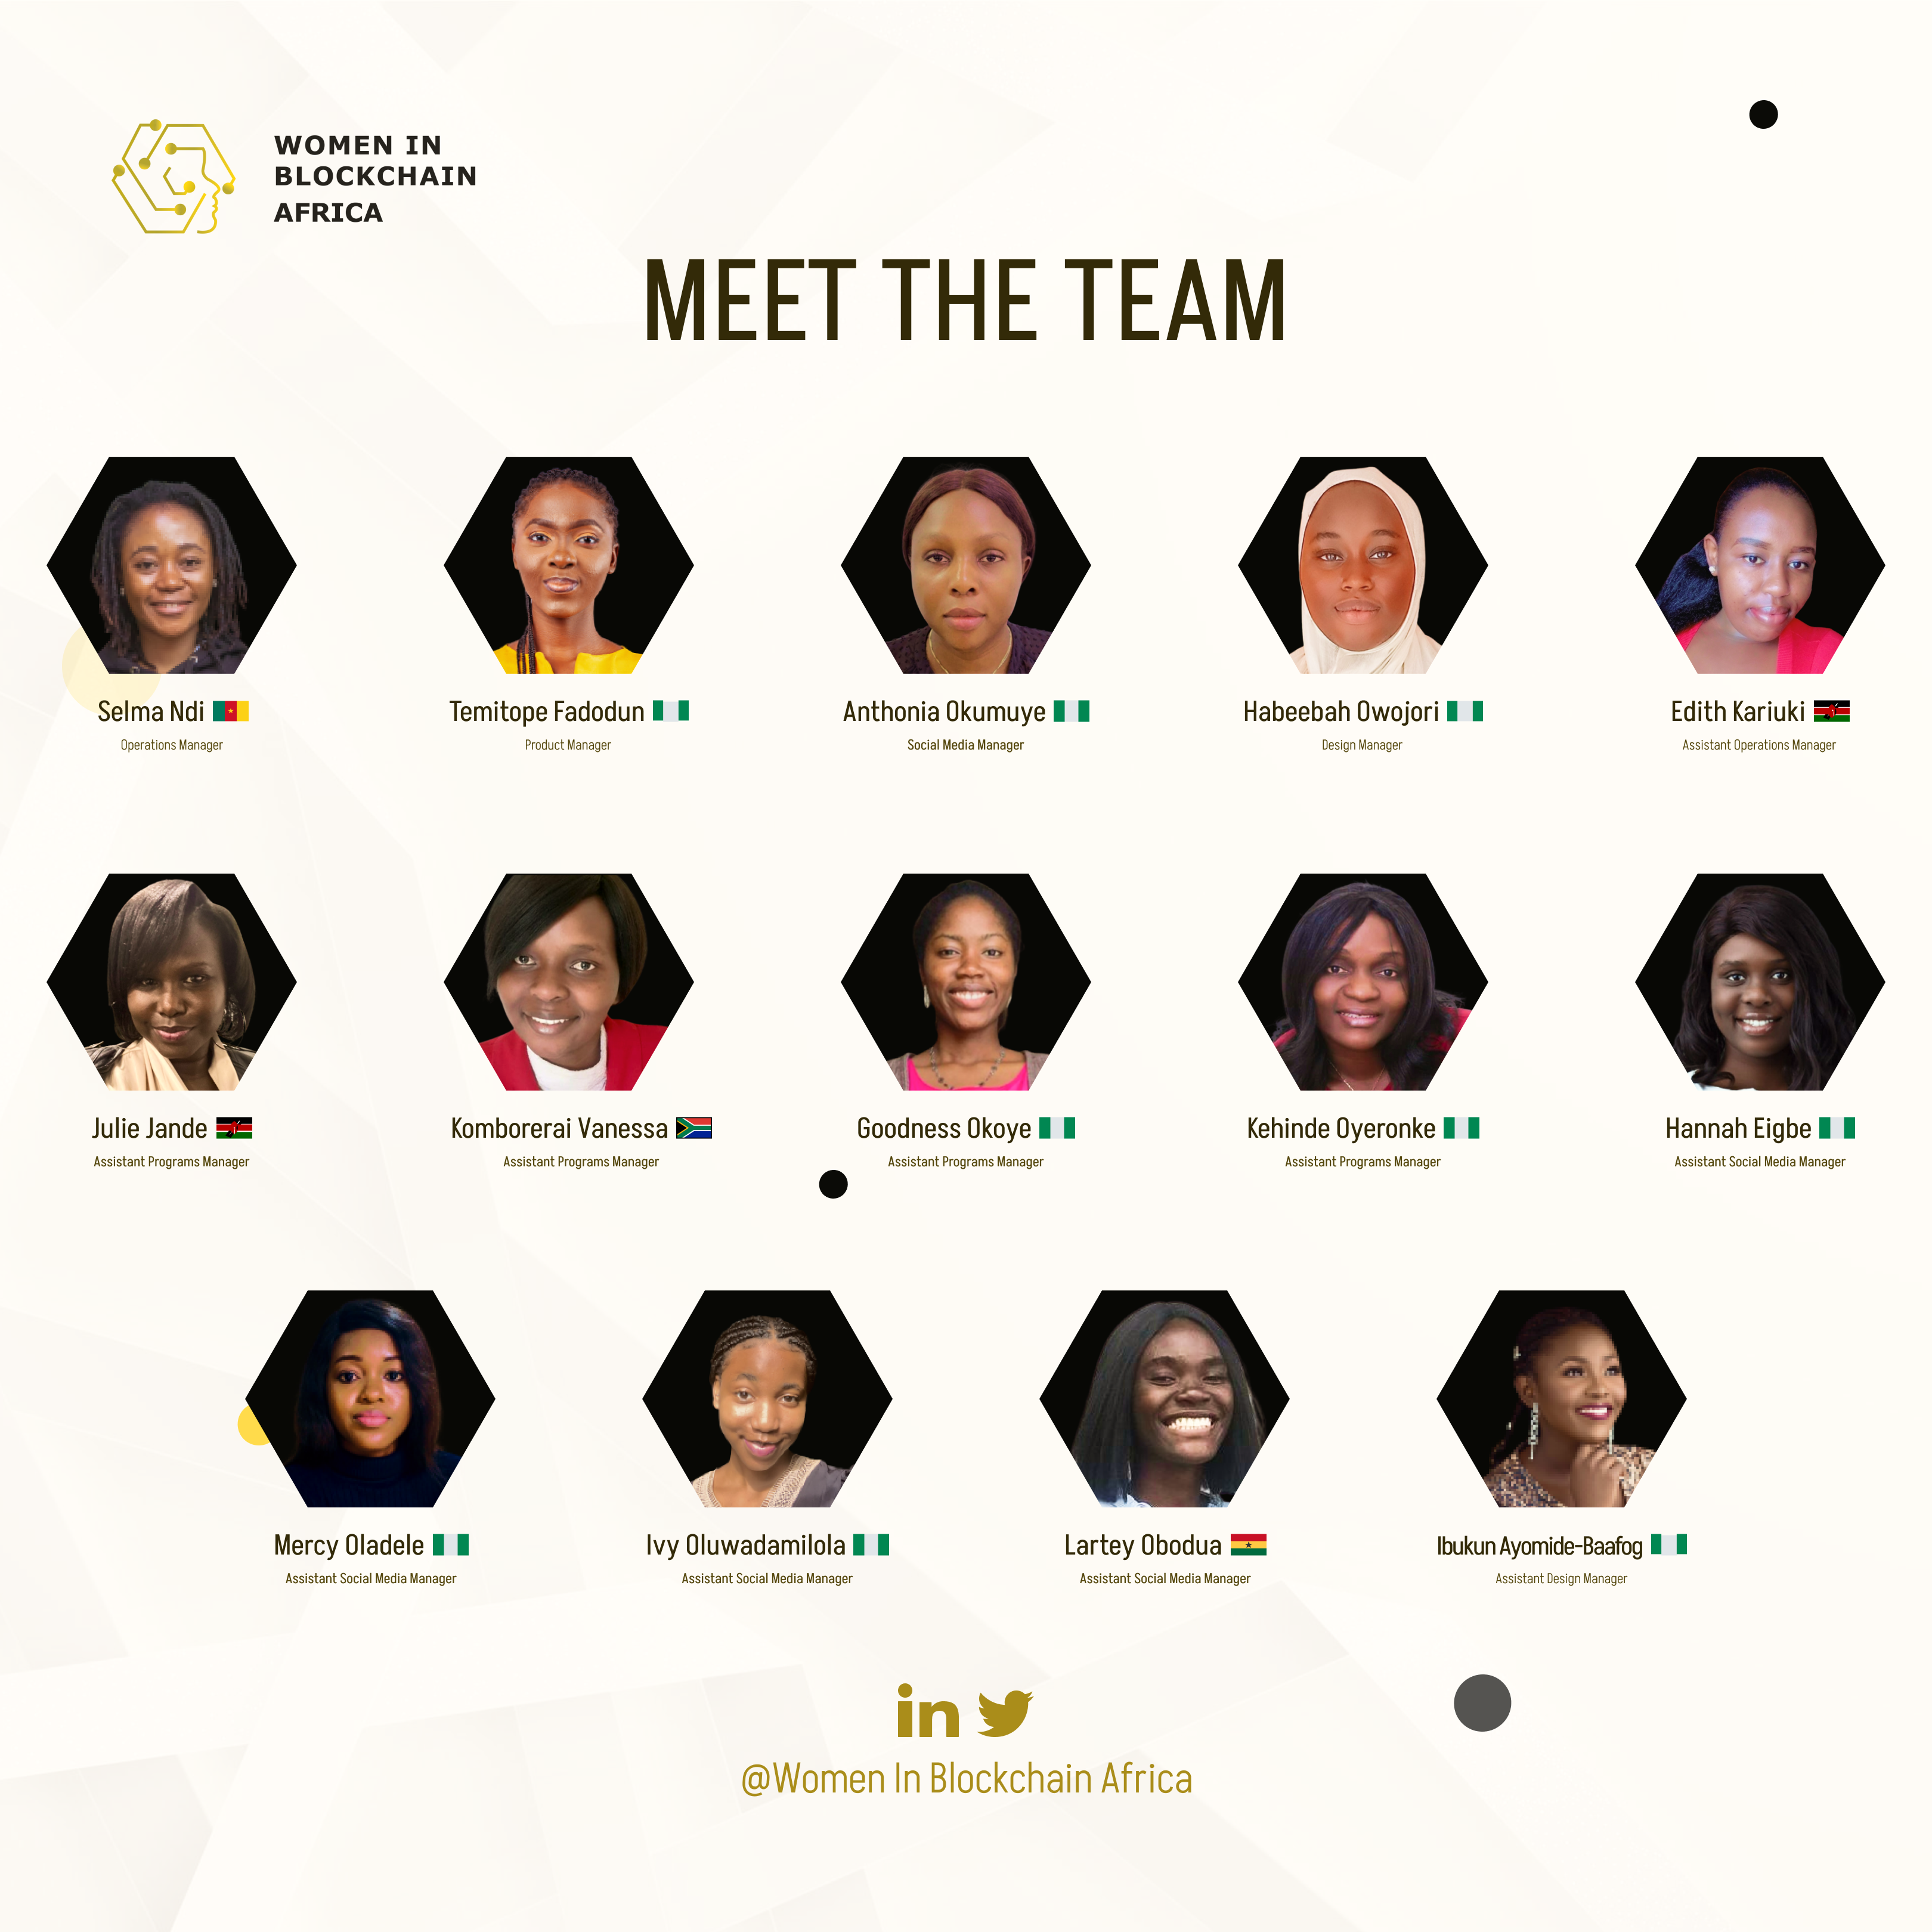 WOMEN IN
BLOCKCHAIN
AFRICA
MEET THE TEAM
Selma Ndi
Operations Manager
Temitope Fadodun
Product Manager
Anthonia Okumuye
Social Media Manager
Habeebah Owojori
Design Manager
Edith Kariuki
Assistant Operations Manager
Julie Jande
Assistant Programs Manager
Komborerai Vanessa
Assistant Programs Manager
Goodness Okoye
Assistant Programs Manager
Kehinde Oyeronke
Assistant Programs Manager
Hannah Eigbe
Assistant Social Media Manager
Mercy Oladele
Assistant Social Media Manager
Ivy Oluwadamilola
Assistant Social Media Manager
Lartey Obodua
Assistant Social Media Manager
Ibukun Ayomide-Baafog
Assistant Design Manager
in
@Women In Blockchain Africa